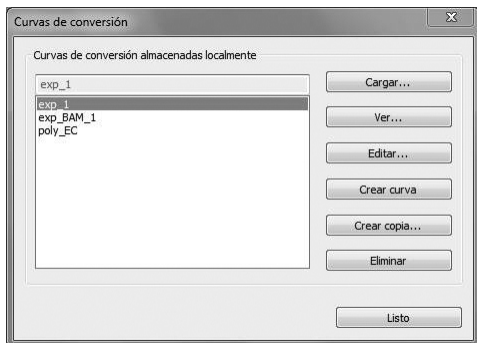 Curvas de conversión
Curvas de conversión almacenadas localmente
exp_1
exp_1
exp_BAM_1
poly_EC
Cargar...
Ver...
Editar...
Crear curva
Crear copia...
Eliminar
Listo